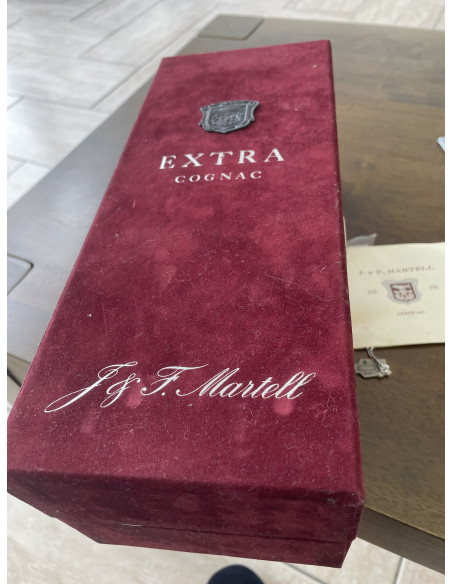 EXTRA
COGNAC
J & F. Martell
J. & F. MARTELL
COGNAC